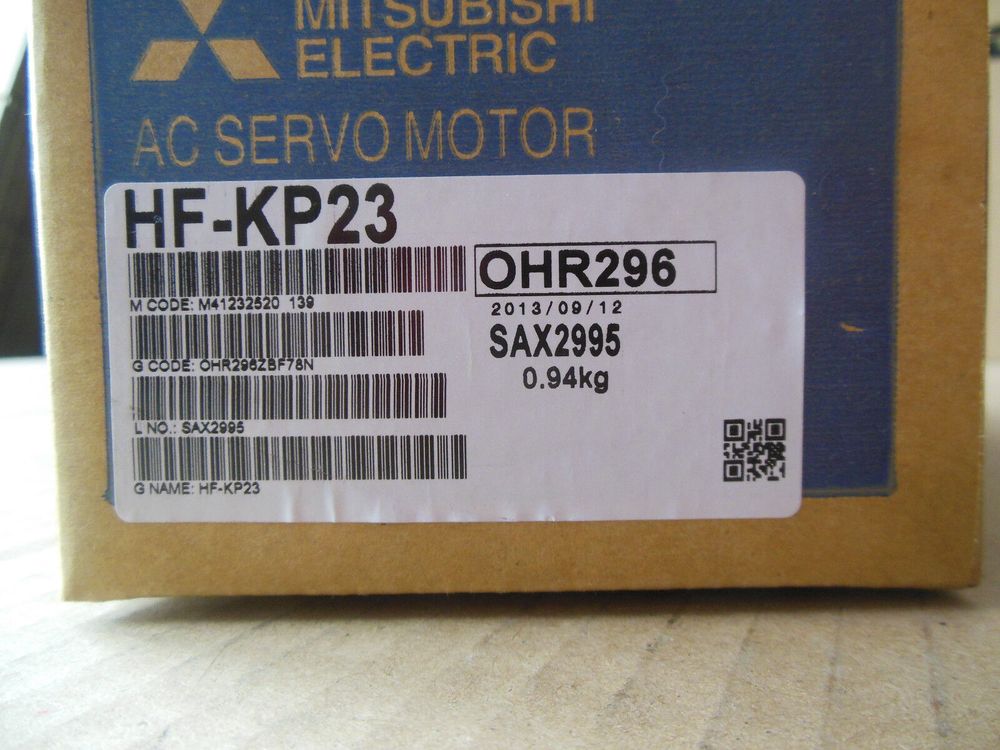 MITSUBISHI
ELECTRIC
AC SERVO MOTOR
HF-KP23
OHR296
M CODE: M41232520 139
2013/09/12
SAX2995
G CODE: OHR296ZBF78N
0.94kg
L NO.: SAX2995
G NAME: HF-KP23